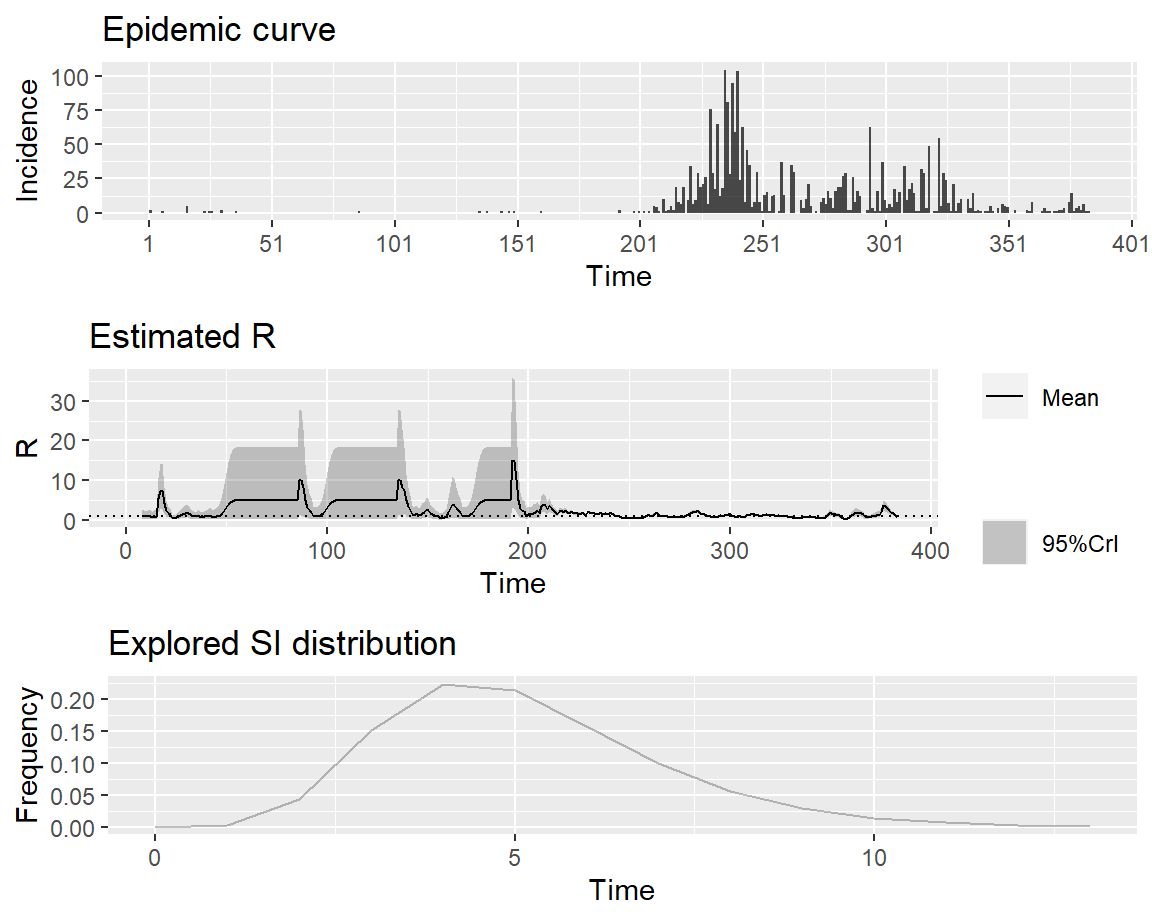 Epidemic curve
Incidence
100
75
50
25
0
1 51 101 151 201 251 301 351 401
Time
Estimated R
R
30
20
10
0
0 100 200 300 400
Time
Mean
95%CrI
Explored SI distribution
Frequency
0.20
0.15
0.10
0.05
0.00
0 5 10
Time